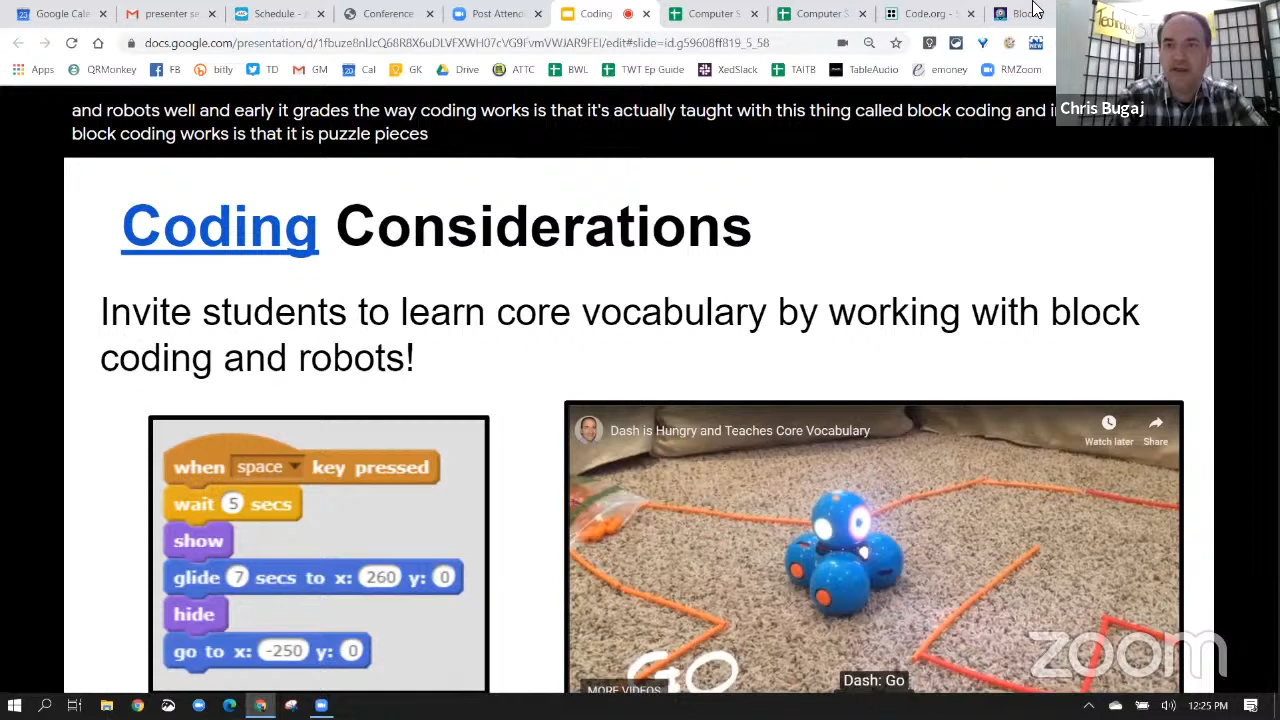 Google Cale
presenter se
Schedule - I
Conference
Post Attend
Coding
Computer S
Computer S
Code.org - S
Blo
docs.google.com/presentation/d/
/edit#slide=id.g59608ff819_5_58
Apps
QRMonkey
FB
bitly
TD
GM
Cal
GK
Drive
ATTC
BWL
TWT Ep Guide
XedSlack
TAITB
TableAudio
emoney
RMZoom
NEW
Technology
Chris Bugaj
and robots well and early it grades the way coding works is that it's actually taught with this thing called block coding and i
block coding works is that it is puzzle pieces
Coding Considerations
Invite students to learn core vocabulary by working with block
coding and robots!
when space key pressed
wait 5 secs
show
glide 7 secs to x: 260 y: 0
hide
go to x: -250 y: 0
Dash is Hungry and Teaches Core Vocabulary
Watch later
Share
GO
MORE VIDEOS
Dash: Go
zoom
12:25 PM